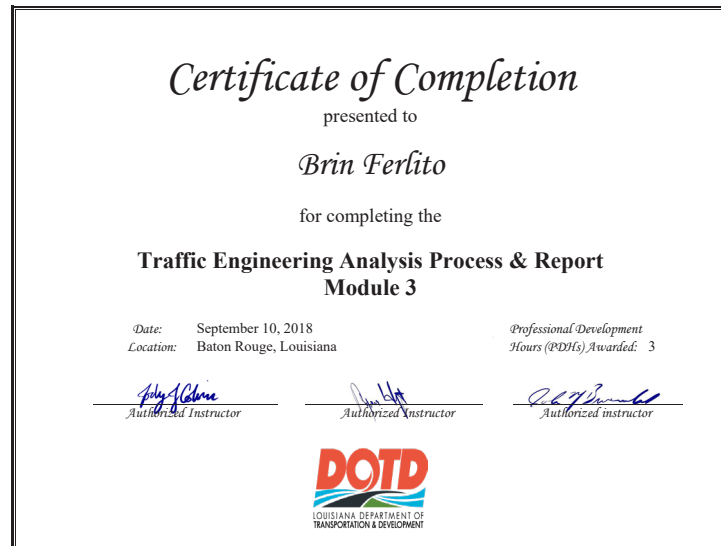 Certificate of Completion
presented to
Brin Ferlito
for completing the
Traffic Engineering Analysis Process & Report
Module 3
Date: September 10, 2018
Location: Baton Rouge, Louisiana
Professional Development
Hours (PDHs) Awarded: 3
Authorized Instructor
Authorized Instructor
Authorized instructor
DOTD
LOUISIANA DEPARTMENT OF
TRANSPORTATION & DEVELOPMENT